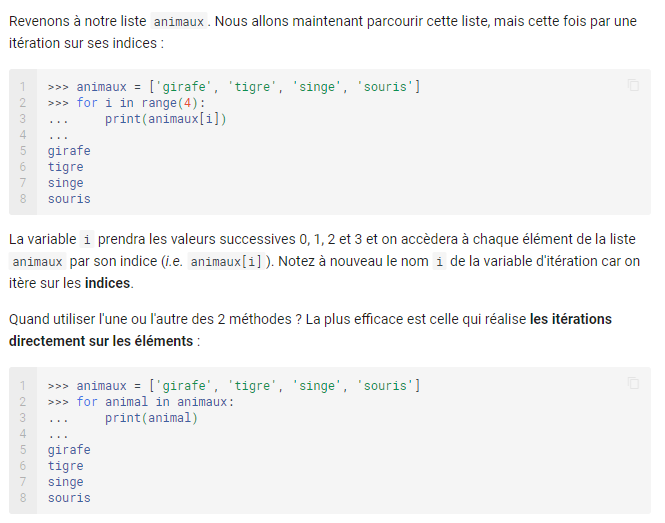 Revenons à notre liste animaux . Nous allons maintenant parcourir cette liste, mais cette fois par une
itération sur ses indices :
1 >>> animaux = ['girafe', 'tigre', 'singe', 'souris']
2 >>> for i in range(4):
3 ...     print(animaux[i])
4 ...
5 girafe
6 tigre
7 singe
8 souris
La variable i prendra les valeurs successives 0, 1, 2 et 3 et on accèdera à chaque élément de la liste
animaux par son indice (i.e. animaux[i] ). Notez à nouveau le nom i de la variable d'itération car on
itère sur les indices.
Quand utiliser l'une ou l'autre des 2 méthodes ? La plus efficace est celle qui réalise les itérations
directement sur les éléments :
1 >>> animaux = ['girafe', 'tigre', 'singe', 'souris']
2 >>> for animal in animaux:
3 ...     print(animal)
4 ...
5 girafe
6 tigre
7 singe
8 souris